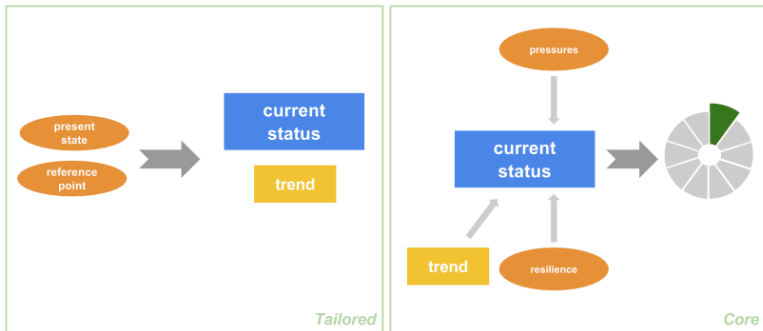 present
state
reference
point
current
status
trend
Tailored
pressures
current
status
trend
resilience
Core